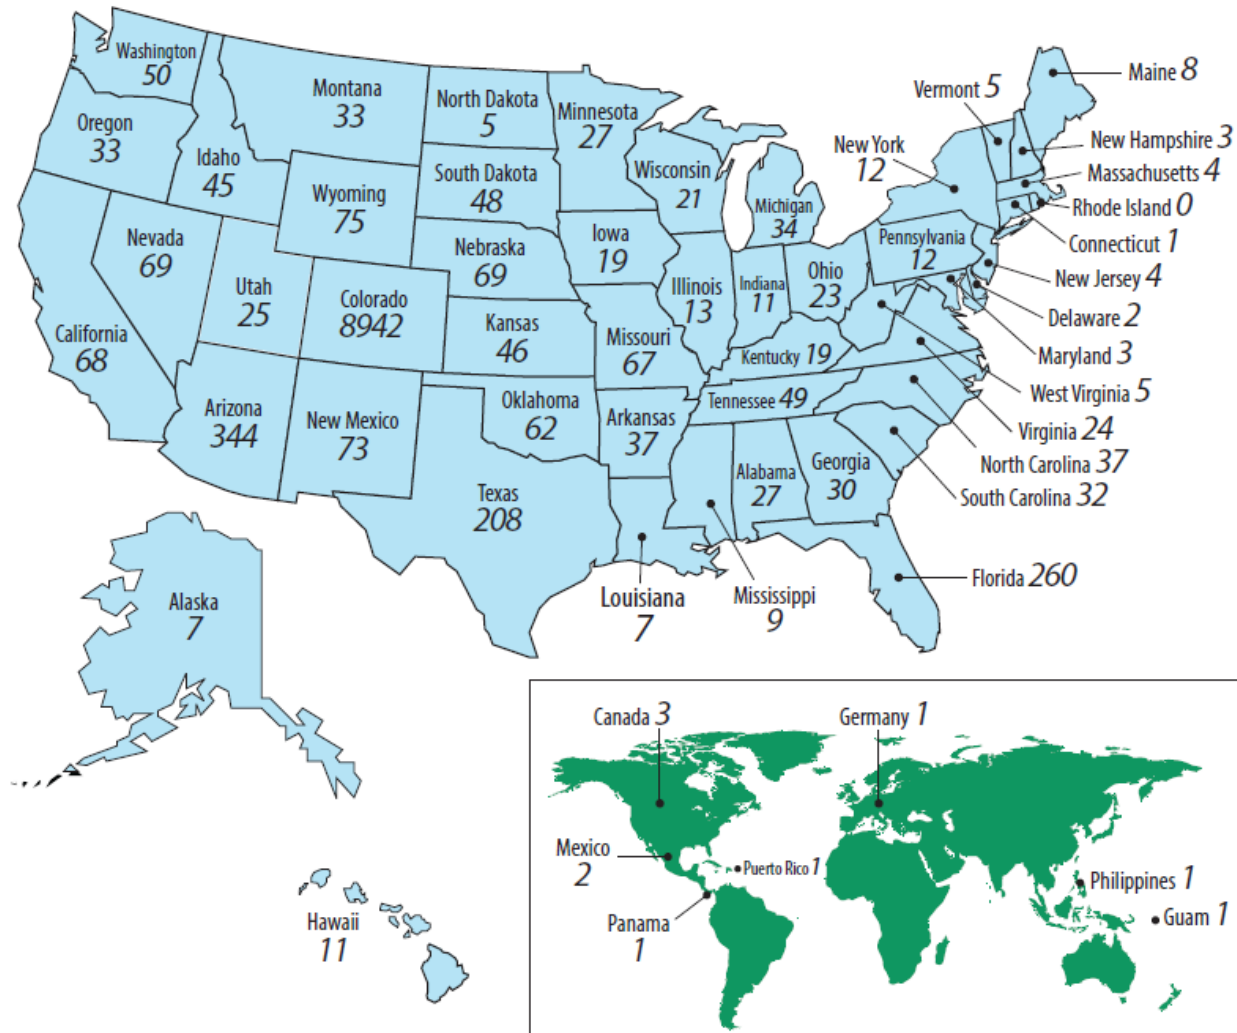 Washington
50
Montana
33
North Dakota
5
Minnesota
27
Oregon
33
Idaho
45
Wyoming
75
South Dakota
48
Wisconsin
21
Michigan
34
New York
12
Vermont 5
Maine 8
New Hampshire 3
Massachusetts 4
Rhode Island 0
Connecticut 1
New Jersey 4
Delaware 2
Maryland 3
West Virginia 5
Virginia 24
North Carolina 37
South Carolina 32
Pennsylvania
12
Nevada
69
Utah
25
Colorado
8942
Nebraska
69
Iowa
19
Illinois
13
Indiana
11
Ohio
23
California
68
Kansas
46
Missouri
67
Kentucky 19
Arizona
344
New Mexico
73
Oklahoma
62
Arkansas
37
Tennessee 49
Texas
208
Alabama
27
Georgia
30
Louisiana
7
Mississippi
9
Florida 260
Alaska
7
Hawaii
11
Canada 3
Germany 1
Mexico
2
Puerto Rico 1
Panama
1
Philippines 1
Guam 1